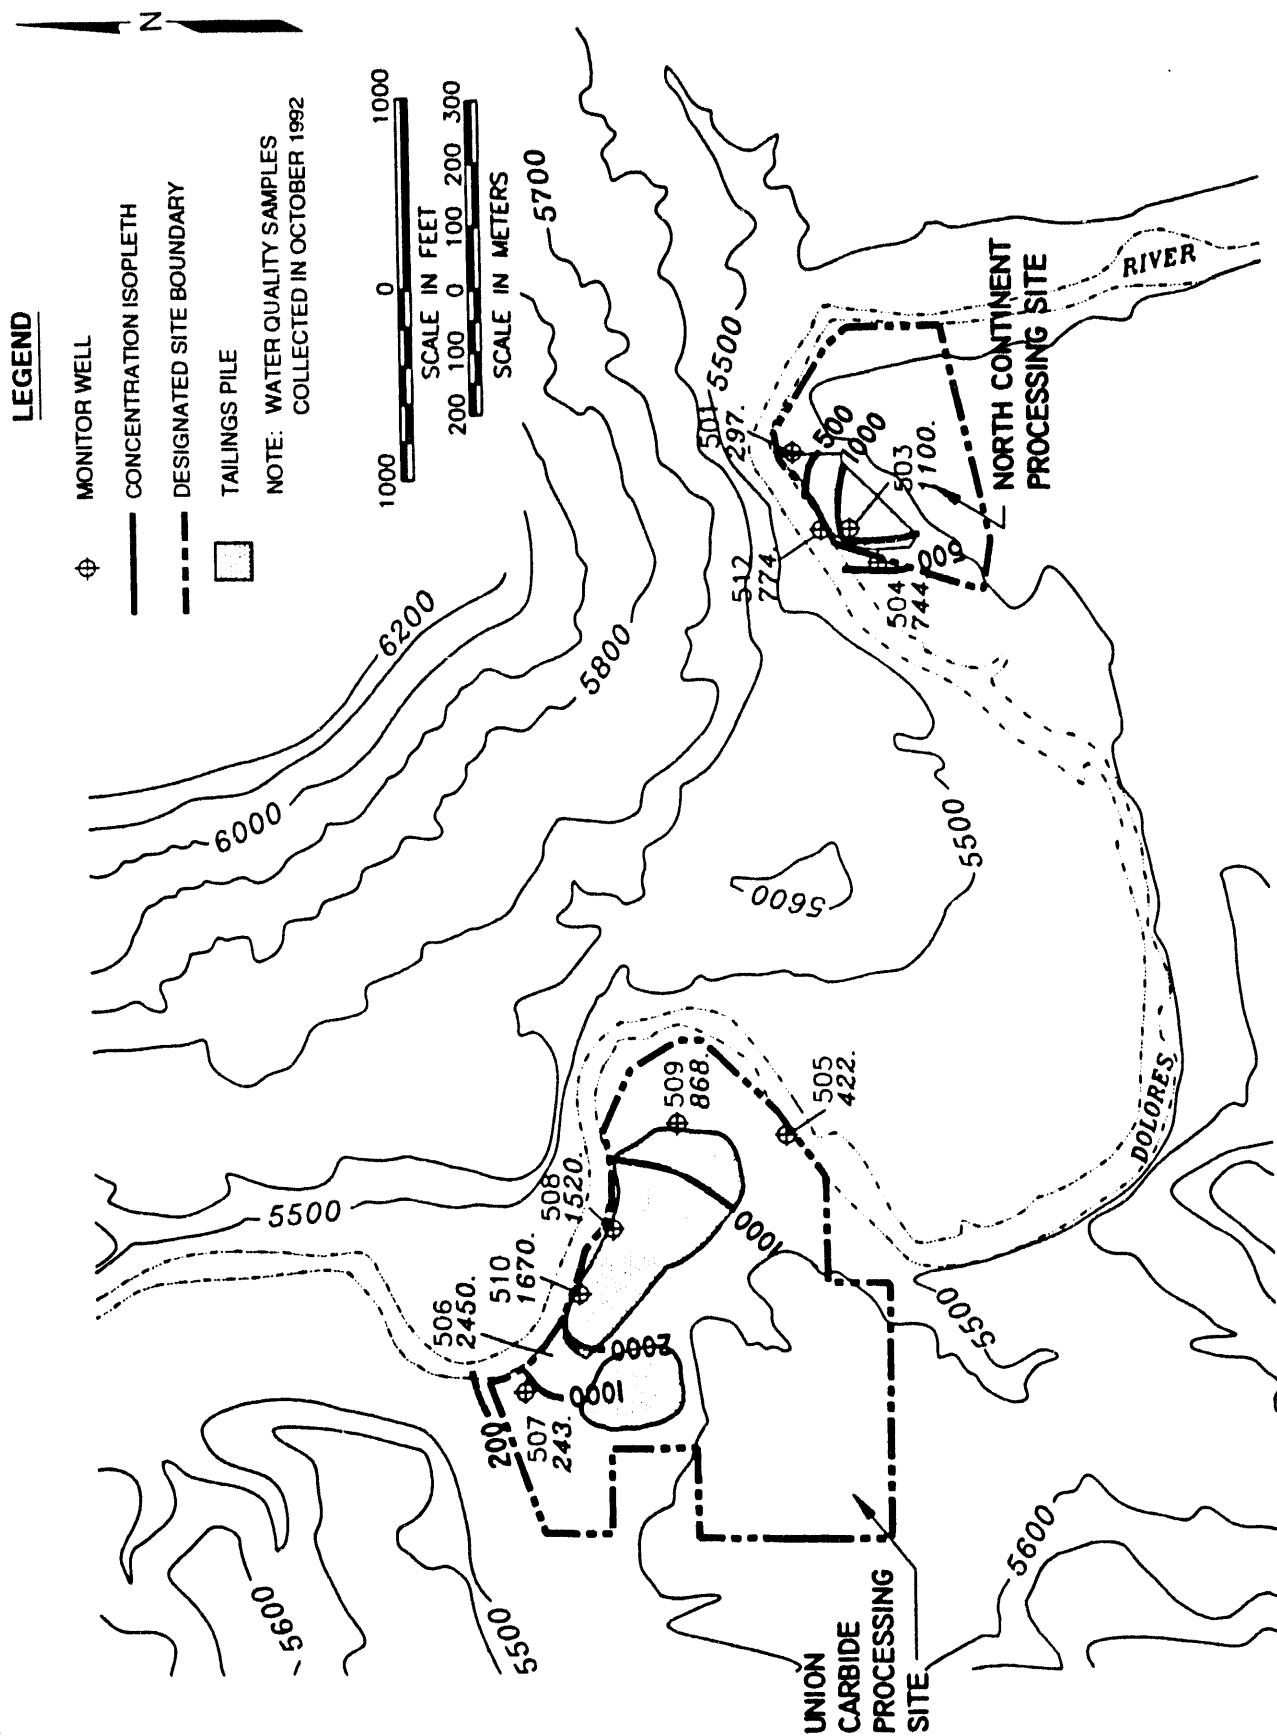 N
LEGEND
MONITOR WELL
CONCENTRATION ISOPLETH
DESIGNATED SITE BOUNDARY
TAILINGS PILE
NOTE: WATER QUALITY SAMPLES
COLLECTED IN OCTOBER 1992
1000 0 1000
SCALE IN FEET
200 100 0 100 200 300
SCALE IN METERS
5700
6200
5800
6000
5500
5600
5500
5500
5500
5600
5500
5600
RIVER
DOLORES
NORTH CONTINENT
PROCESSING SITE
501
297.
500
1000
503
1100.
512
774.
504
744
500
509
868.
505
422.
508
1520.
510
1670.
506
2450.
507
243.
200
1000
2000
1000
UNION
CARBIDE
PROCESSING
SITE